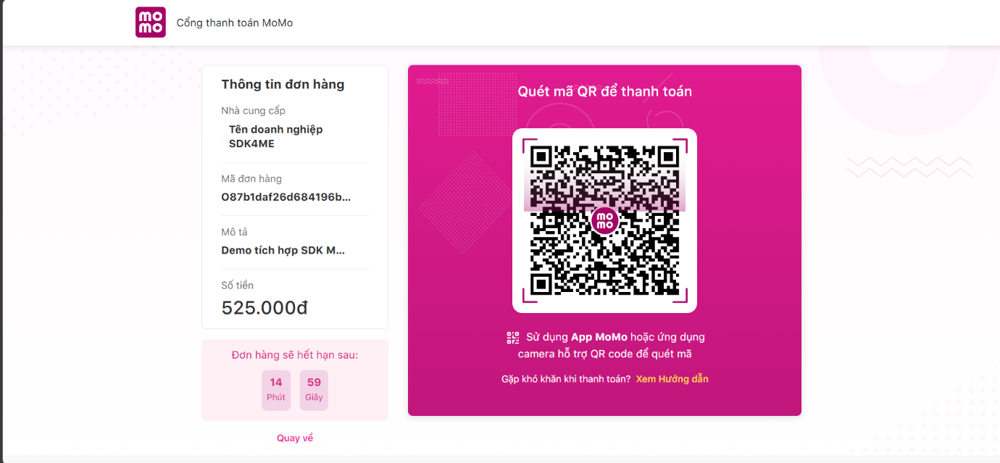 mo
mo
Cổng thanh toán MoMo
Thông tin đơn hàng
Nhà cung cấp
Tên doanh nghiệp
SDK4ME
Mã đơn hàng
O87b1daf26d684196b...
Mô tả
Demo tích hợp SDK M...
Số tiền
525.000đ
Đơn hàng sẽ hết hạn sau:
14 59
Phút Giây
Quay về
Quét mã QR để thanh toán
mo
mo
Sử dụng App MoMo hoặc ứng dụng
camera hỗ trợ QR code để quét mã
Gặp khó khăn khi thanh toán? Xem Hướng dẫn